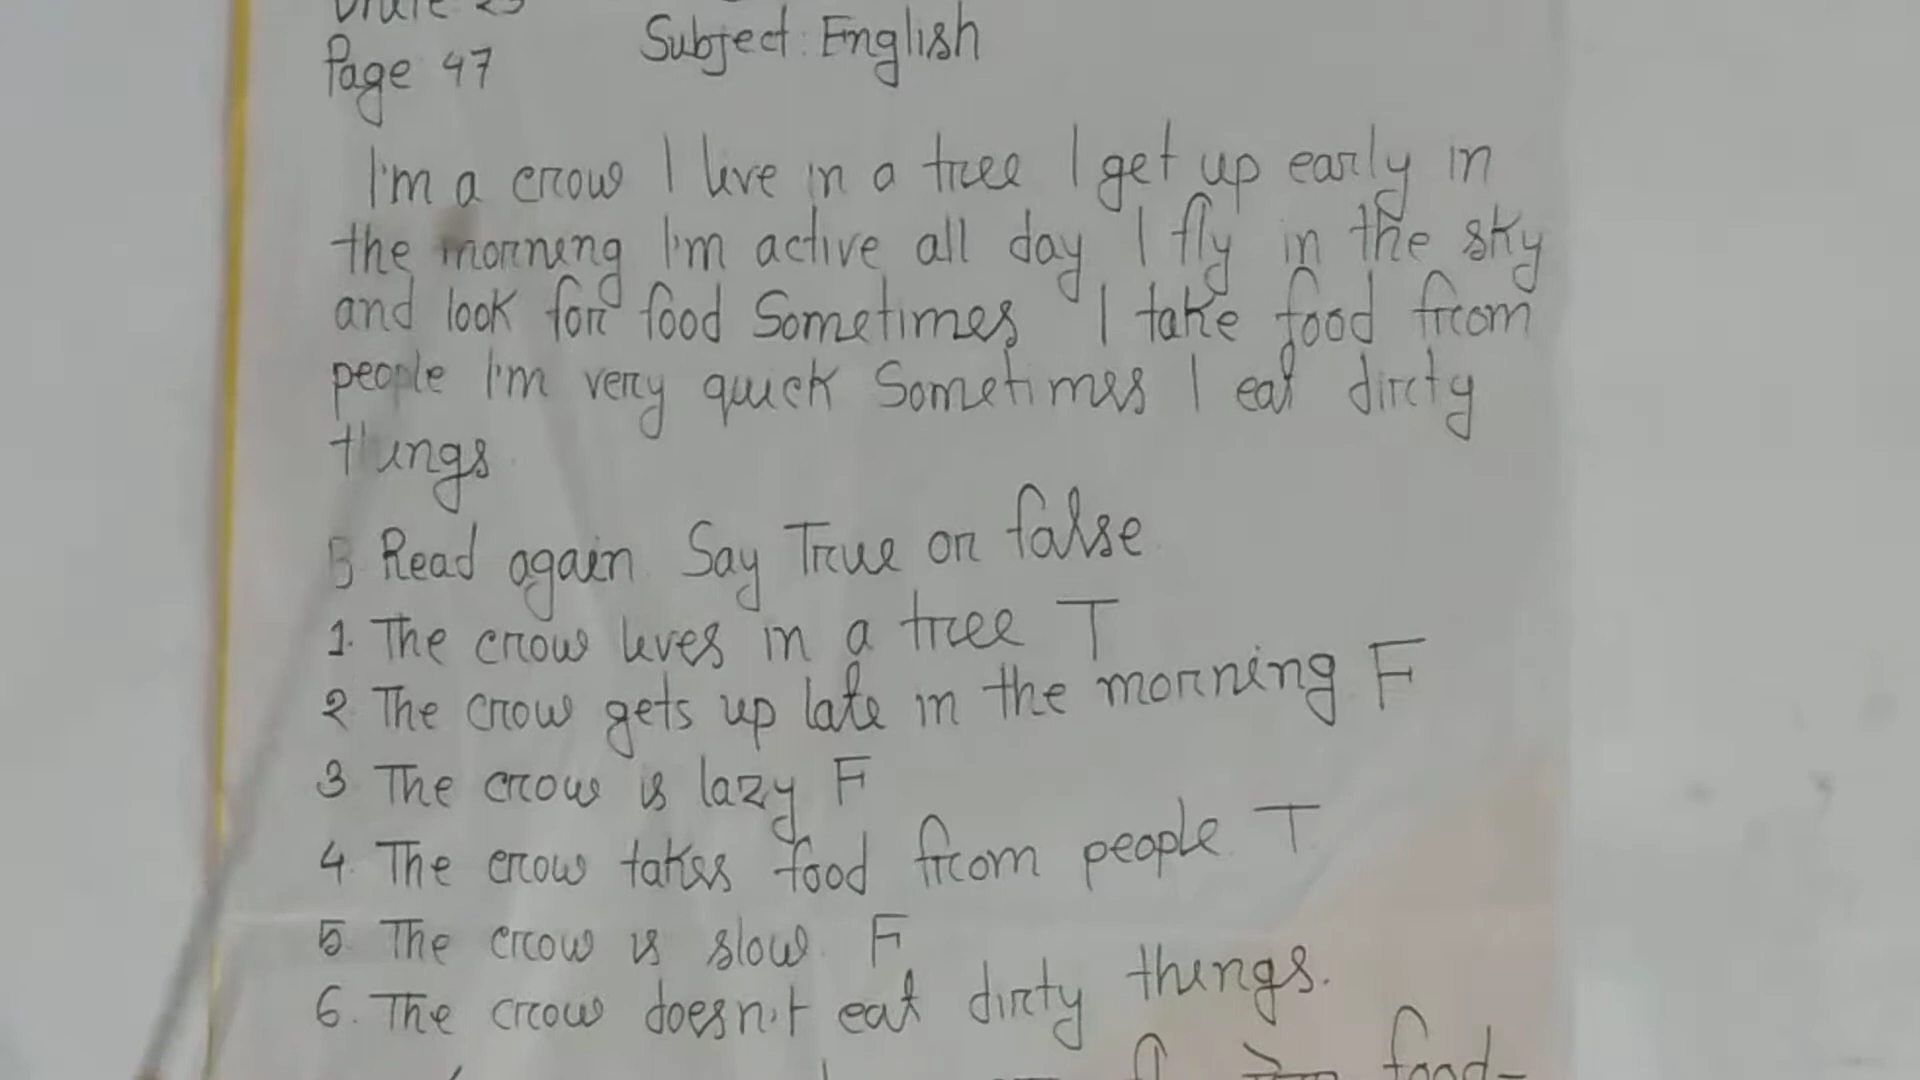 Page 47 Subject: English
I'm a crow I live in a tree I get up early in
the morning I'm active all day I fly in the sky
and look for food Sometimes I take food from
people I'm very quick Sometimes I eat dirty
things
B. Read again Say True or false
1. The crow lives in a tree T
2 The crow gets up late in the morning F
3 The crow is lazy F
4. The crow takes food from people T
5. The crow is slow F
6. The crow doesn't eat dirty things.
food-